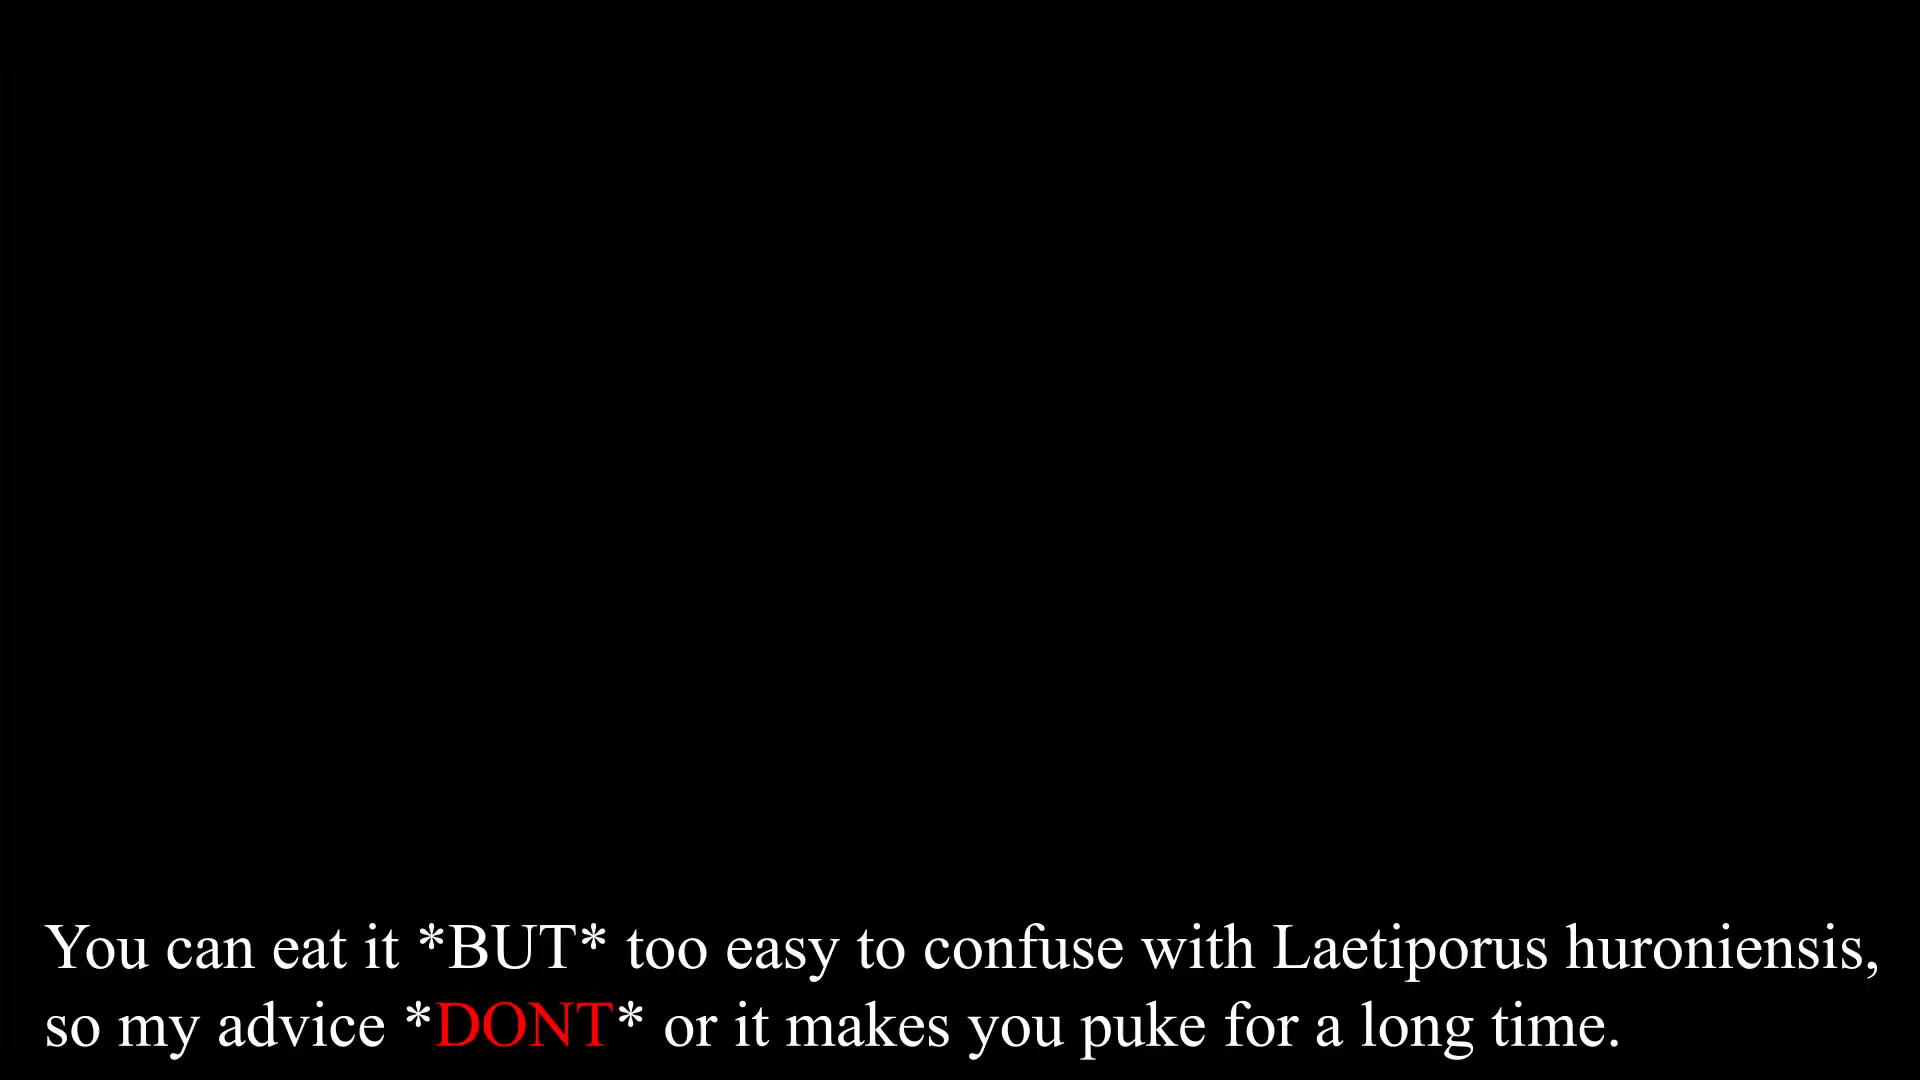 You can eat it *BUT* too easy to confuse with Laetiporus huroniensis,
so my advice *DONT* or it makes you puke for a long time.